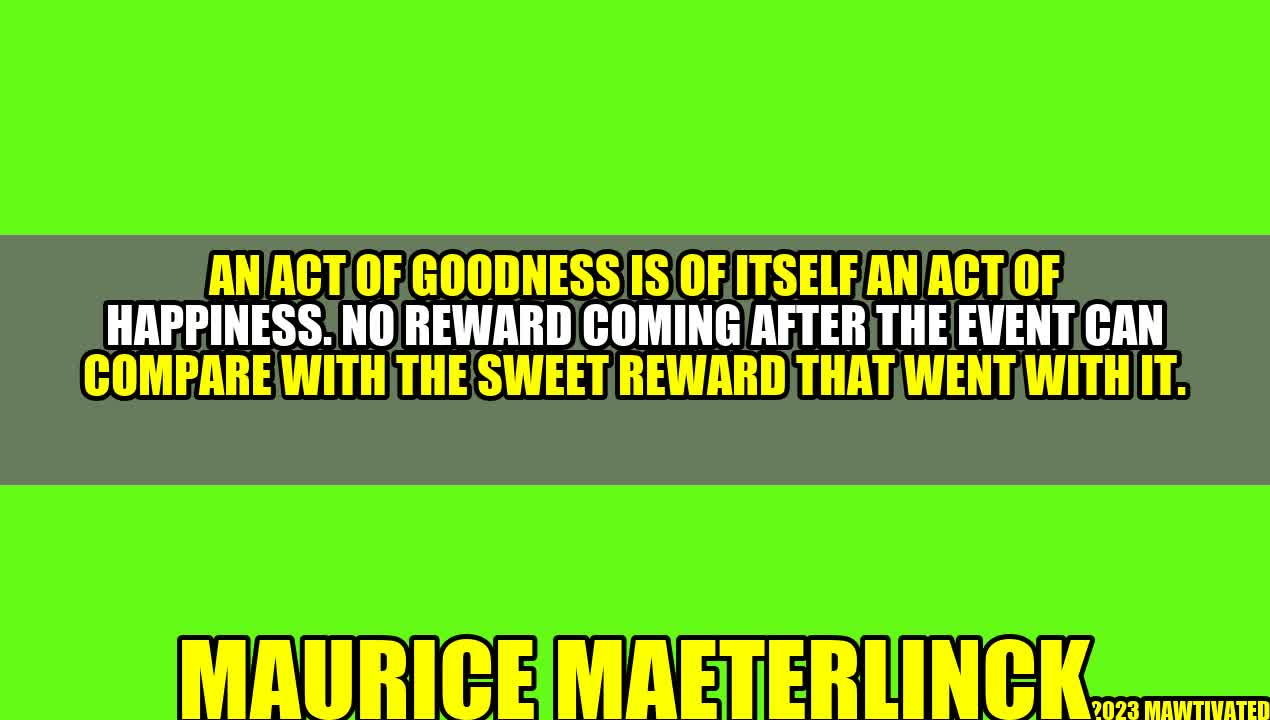 AN ACT OF GOODNESS IS OF ITSELF AN ACT OF
HAPPINESS. NO REWARD COMING AFTER THE EVENT CAN
COMPARE WITH THE SWEET REWARD THAT WENT WITH IT.
MAURICE MAETERLINCK
2023 MAWTIVATED